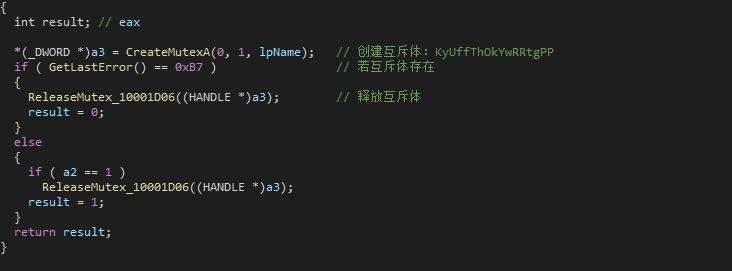 {
  int result; // eax
  *(_DWORD *)a3 = CreateMutexA(0, 1, lpName);   // 创建互斥体: KyUffThOkYwRRtgPP
  if ( GetLastError() == 0xB7 )                 // 若互斥体存在
  {
    ReleaseMutex_10001D06((HANDLE *)a3);        // 释放互斥体
    result = 0;
  }
  else
  {
    if ( a2 == 1 )
      ReleaseMutex_10001D06((HANDLE *)a3);
    result = 1;
  }
  return result;
}